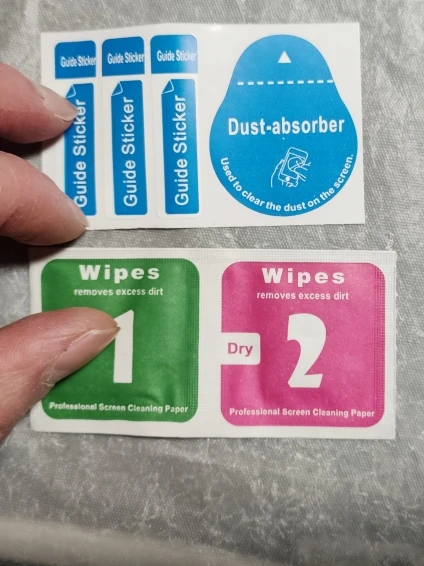 Guide Sticker
Guide Sticker
Guide Sticker
Guide Sticker
Guide Sticker
Guide Sticker
Dust-absorber
Used to clear the dust on the screen.
Wipes
removes excess dirt
1
Professional Screen Cleaning Paper
Wipes
removes excess dirt
Dry
2
Professional Screen Cleaning Paper